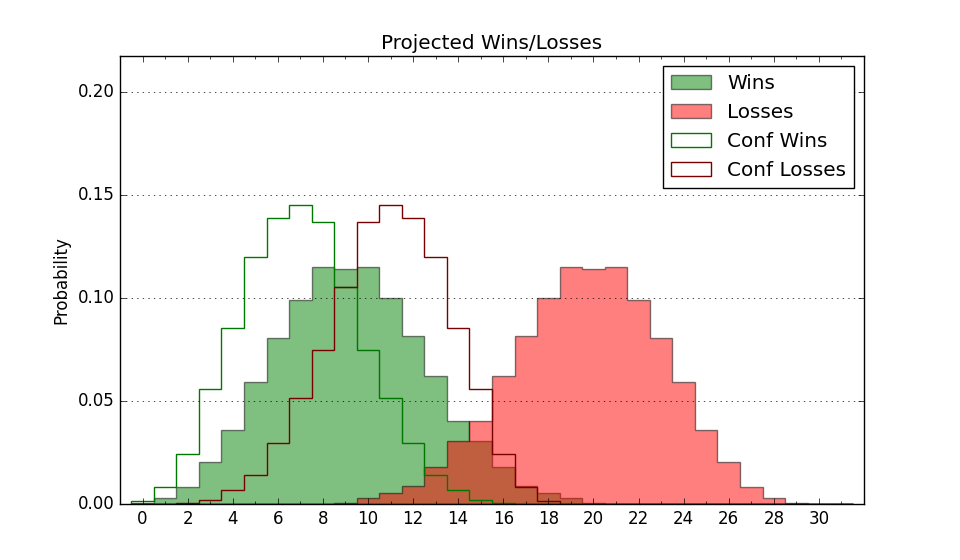 Projected Wins/Losses
Wins
Losses
Conf Wins
Conf Losses
Probability
0.20
0.15
0.10
0.05
0.00
0 2 4 6 8 10 12 14 16 18 20 22 24 26 28 30